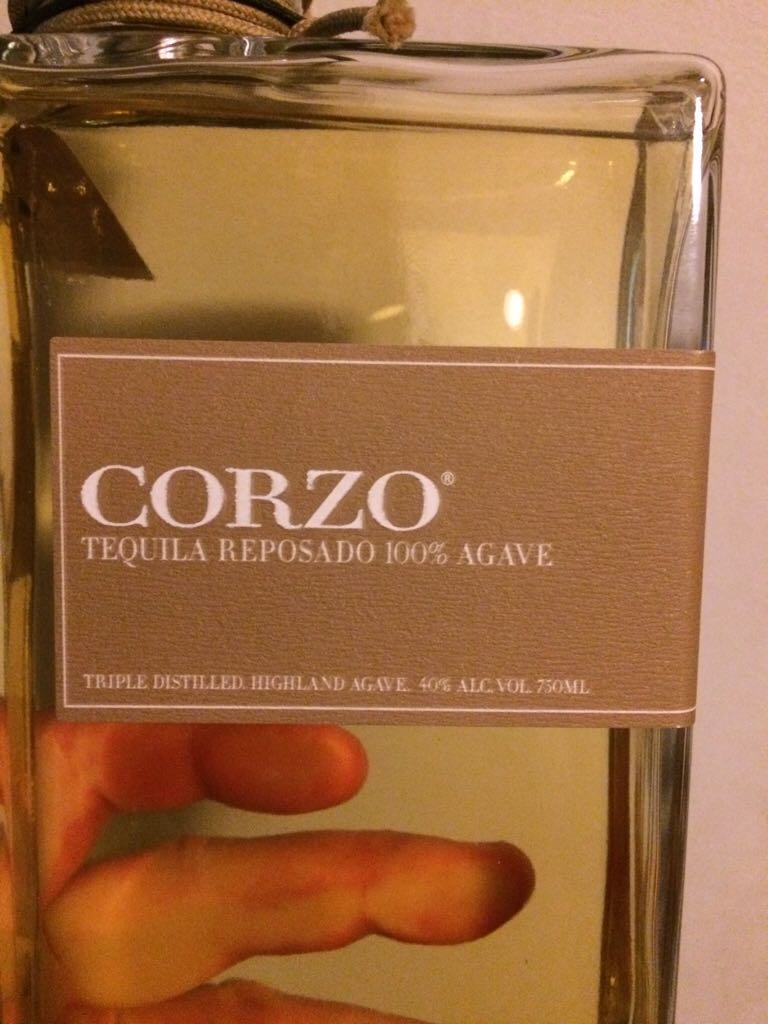 CORZO®
TEQUILA REPOSADO 100% AGAVE
TRIPLE DISTILLED. HIGHLAND AGAVE. 40% ALC. VOL. 750ML